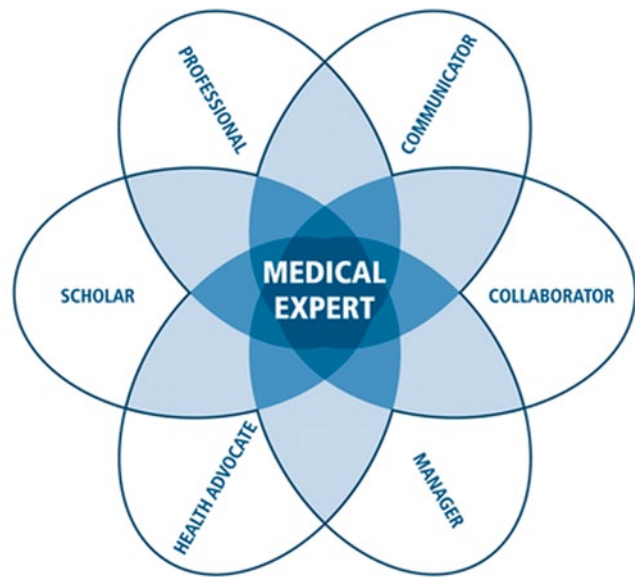 PROFESSIONAL
COMMUNICATOR
SCHOLAR
MEDICAL
EXPERT
COLLABORATOR
HEALTH ADVOCATE
MANAGER